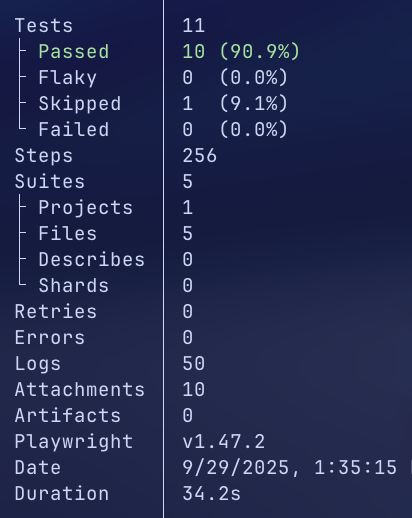 Tests 11
Passed 10 (90.9%)
Flaky 0 (0.0%)
Skipped 1 (9.1%)
Failed 0 (0.0%)
Steps 256
Suites 5
Projects 1
Files 5
Describes 0
Shards 0
Retries 0
Errors 0
Logs 50
Attachments 10
Artifacts 0
Playwright v1.47.2
Date 9/29/2025, 1:35:15
Duration 34.2s